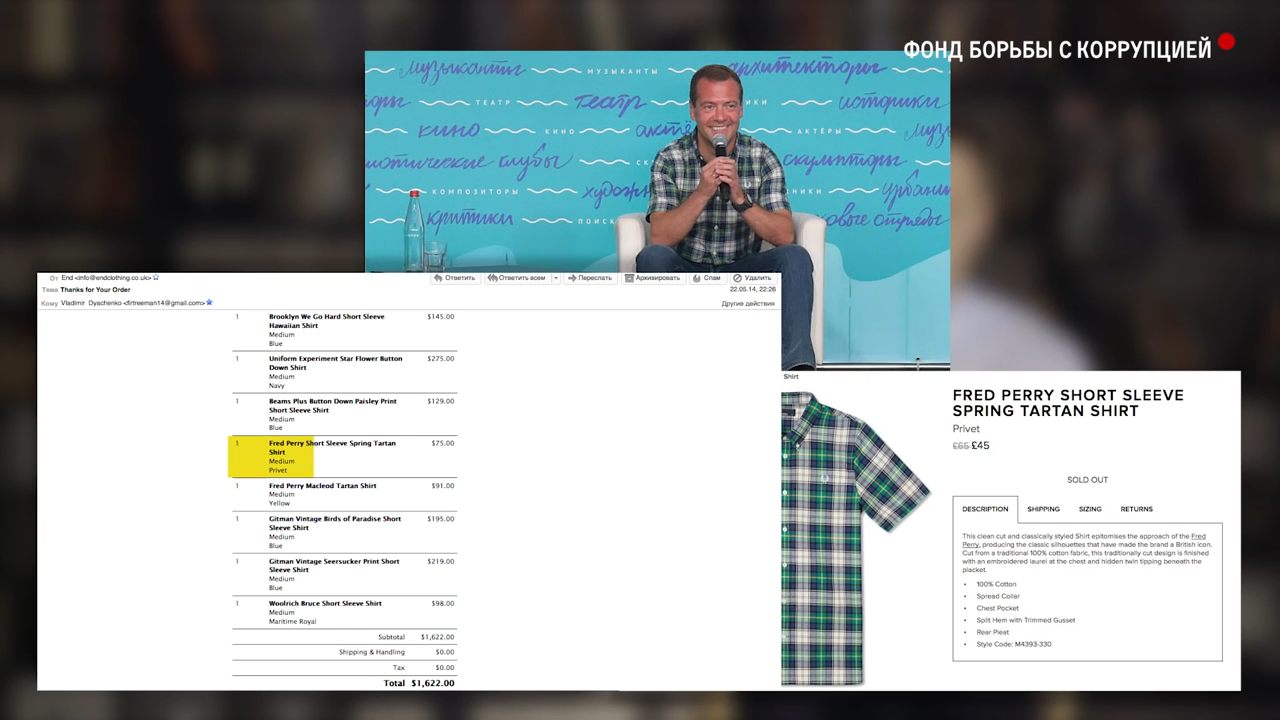 ФОНД БОРЬБЫ С КОРРУПЦИЕЙ
музыканты МУЗЫКАНТЫ архитекторы
ТЕАТР театр историки
кино КИНО АКТЁРЫ
клубы скульпторы
КОМПОЗИТОРЫ
критики ПОИСК
От End <info@endclothing.co.uk>
Ответить Ответить всем Переслать Архивировать Спам Удалить
Тема Thanks for Your Order
22.05.14, 22:26
Кому Vladimir Dyachenko <firtreeman14@gmail.com>
Другие действия
1 Brooklyn We Go Hard Short Sleeve $145.00
Hawaiian Shirt
Medium
Blue
1 Uniform Experiment Star Flower Button $275.00
Down Shirt
Medium
Navy
1 Beams Plus Button Down Paisley Print $129.00
Short Sleeve Shirt
Medium
Blue
1 Fred Perry Short Sleeve Spring Tartan $75.00
Shirt
Medium
Privet
1 Fred Perry Macleod Tartan Shirt $91.00
Medium
Yellow
1 Gitman Vintage Birds of Paradise Short $195.00
Sleeve Shirt
Medium
Blue
1 Gitman Vintage Seersucker Print Short $219.00
Sleeve Shirt
Medium
Blue
1 Woolrich Bruce Short Sleeve Shirt $98.00
Medium
Maritime Royal
Subtotal $1,622.00
Shipping & Handling $0.00
Tax $0.00
Total $1,622.00
Shirt
FRED PERRY SHORT SLEEVE
SPRING TARTAN SHIRT
Privet
£65 £45
SOLD OUT
DESCRIPTION SHIPPING SIZING RETURNS
This clean cut and classically styled Shirt epitomises the approach of the Fred
Perry, producing the classic silhouettes that have made the brand a British icon.
Cut from a traditional 100% cotton fabric, this traditionally cut design is finished
with an embroidered laurel at the chest and hidden twin tipping beneath the
placket.
• 100% Cotton
• Spread Collar
• Chest Pocket
• Split Hem with Trimmed Gusset
• Rear Pleat
• Style Code: M4393-330